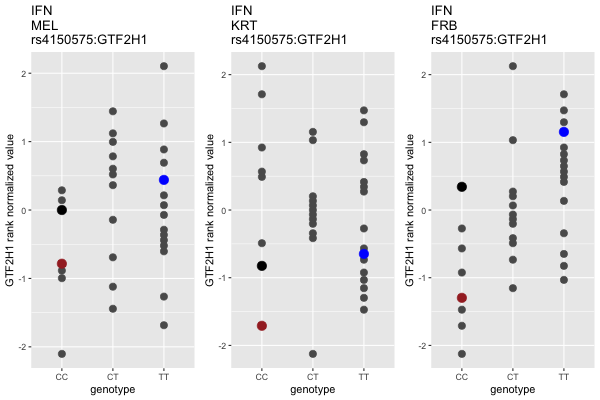 IFN
MEL
rs4150575:GTF2H1
GTF2H1 rank normalized value
2
1
0
-1
-2
CC CT TT
genotype
IFN
KRT
rs4150575:GTF2H1
GTF2H1 rank normalized value
2
1
0
-1
-2
CC CT TT
genotype
IFN
FRB
rs4150575:GTF2H1
GTF2H1 rank normalized value
2
1
0
-1
-2
CC CT TT
genotype